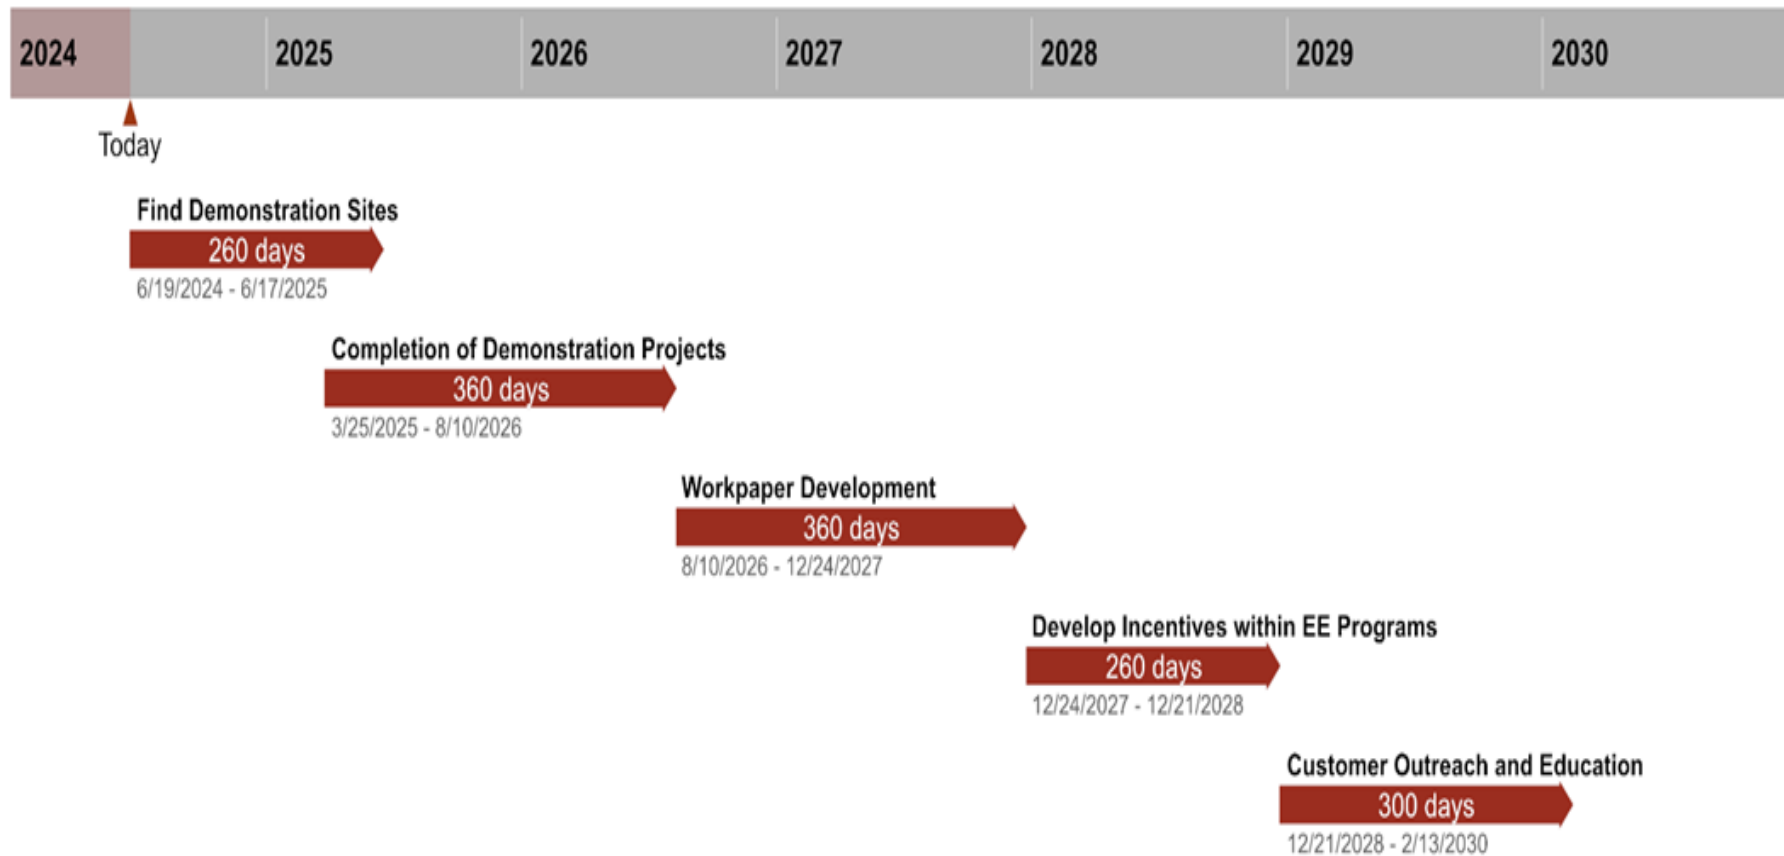 2024 2025 2026 2027 2028 2029 2030
Today
Find Demonstration Sites
260 days
6/19/2024 - 6/17/2025
Completion of Demonstration Projects
360 days
3/25/2025 - 8/10/2026
Workpaper Development
360 days
8/10/2026 - 12/24/2027
Develop Incentives within EE Programs
260 days
12/24/2027 - 12/21/2028
Customer Outreach and Education
300 days
12/21/2028 - 2/13/2030